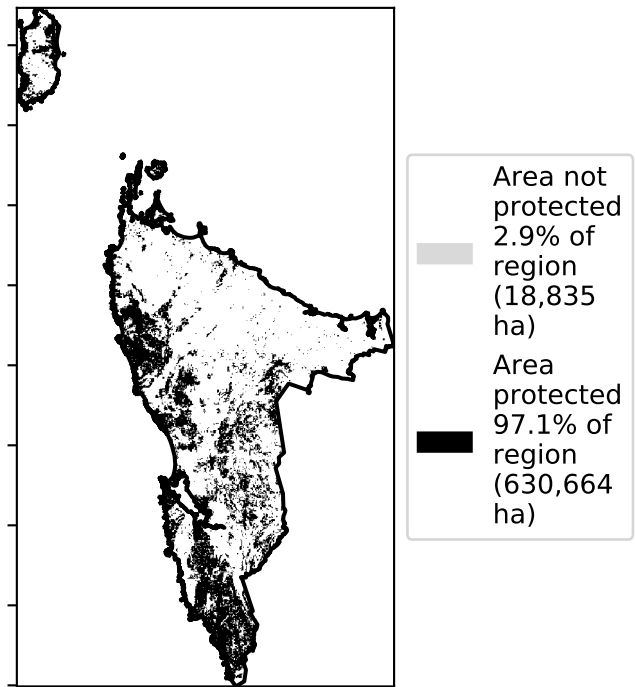 Area not
protected
2.9% of
region
(18,835
ha)
Area
protected
97.1% of
region
(630,664
ha)